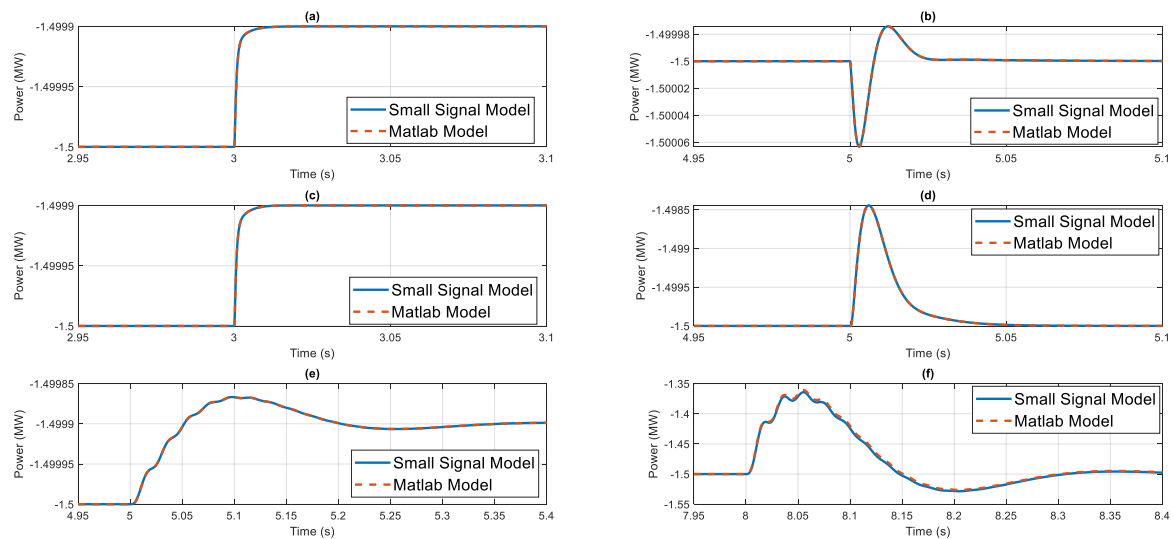 (a)
Power (MW)
-1.4999
-1.49995
-1.5
2.95 3 3.05 3.1
Time (s)
Small Signal Model
Matlab Model
(b)
Power (MW)
-1.49998
-1.5
-1.50002
-1.50004
-1.50006
4.95 5 5.05 5.1
Time (s)
Small Signal Model
Matlab Model
(c)
Power (MW)
-1.4999
-1.49995
-1.5
2.95 3 3.05 3.1
Time (s)
Small Signal Model
Matlab Model
(d)
Power (MW)
-1.4985
-1.499
-1.4995
-1.5
4.95 5 5.05 5.1
Time (s)
Small Signal Model
Matlab Model
(e)
Power (MW)
-1.49985
-1.4999
-1.49995
-1.5
4.95 5 5.05 5.1 5.15 5.2 5.25 5.3 5.35 5.4
Time (s)
Small Signal Model
Matlab Model
(f)
Power (MW)
-1.35
-1.4
-1.45
-1.5
-1.55
7.95 8 8.05 8.1 8.15 8.2 8.25 8.3 8.35 8.4
Time (s)
Small Signal Model
Matlab Model